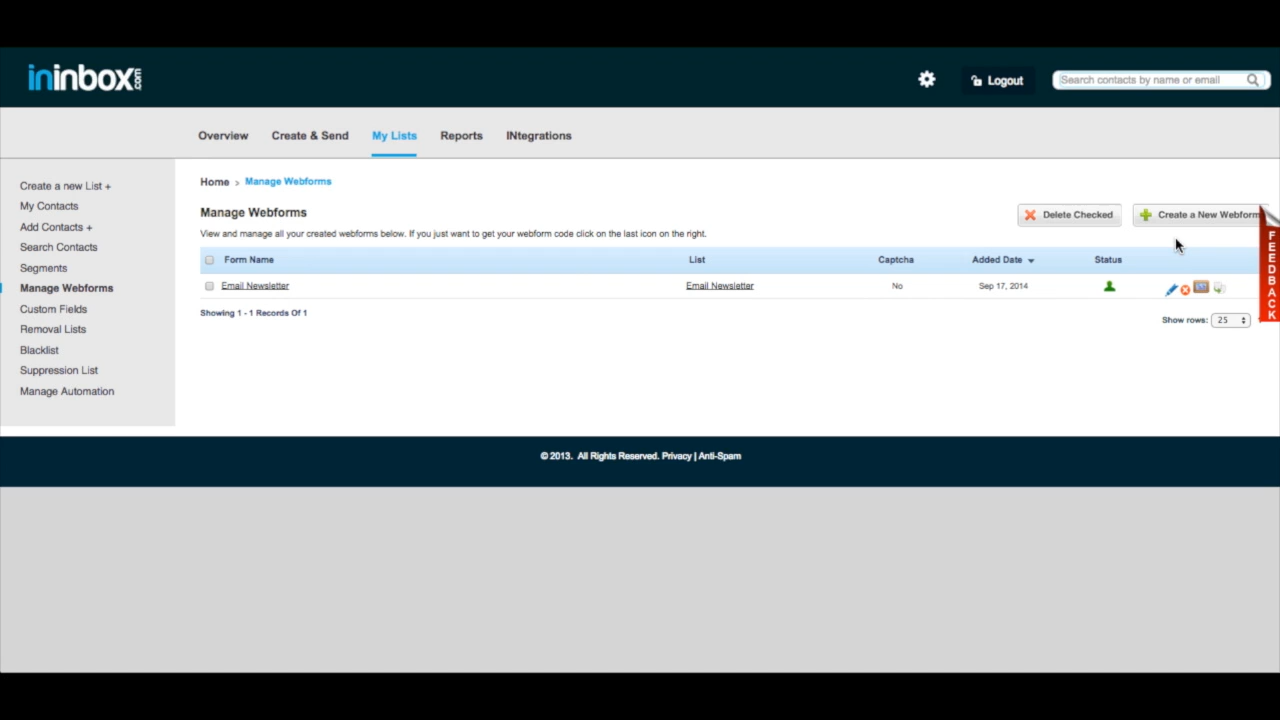 ininbox.com
Logout
Search contacts by name or email
Overview
Create & Send
My Lists
Reports
INtegrations
Create a new List +
My Contacts
Add Contacts +
Search Contacts
Segments
Manage Webforms
Custom Fields
Removal Lists
Blacklist
Suppression List
Manage Automation
Home > Manage Webforms
Manage Webforms
Delete Checked
Create a New Webform
View and manage all your created webforms below. If you just want to get your webform code click on the last icon on the right.
Form Name List Captcha Added Date Status
Email Newsletter Email Newsletter No Sep 17, 2014
Showing 1 - 1 Records Of 1
Show rows: 25
FEEDBACK
© 2013. All Rights Reserved. Privacy | Anti-Spam